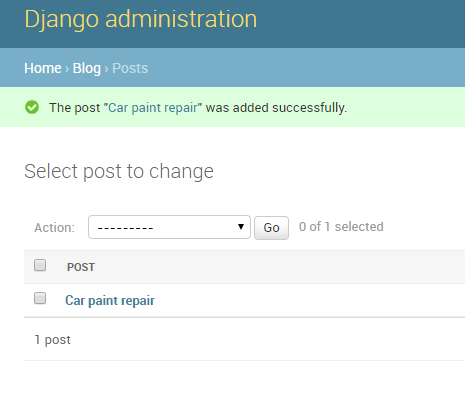 Django administration
Home › Blog › Posts
The post "Car paint repair" was added successfully.
Select post to change
Action: --------- Go 0 of 1 selected
POST
Car paint repair
1 post